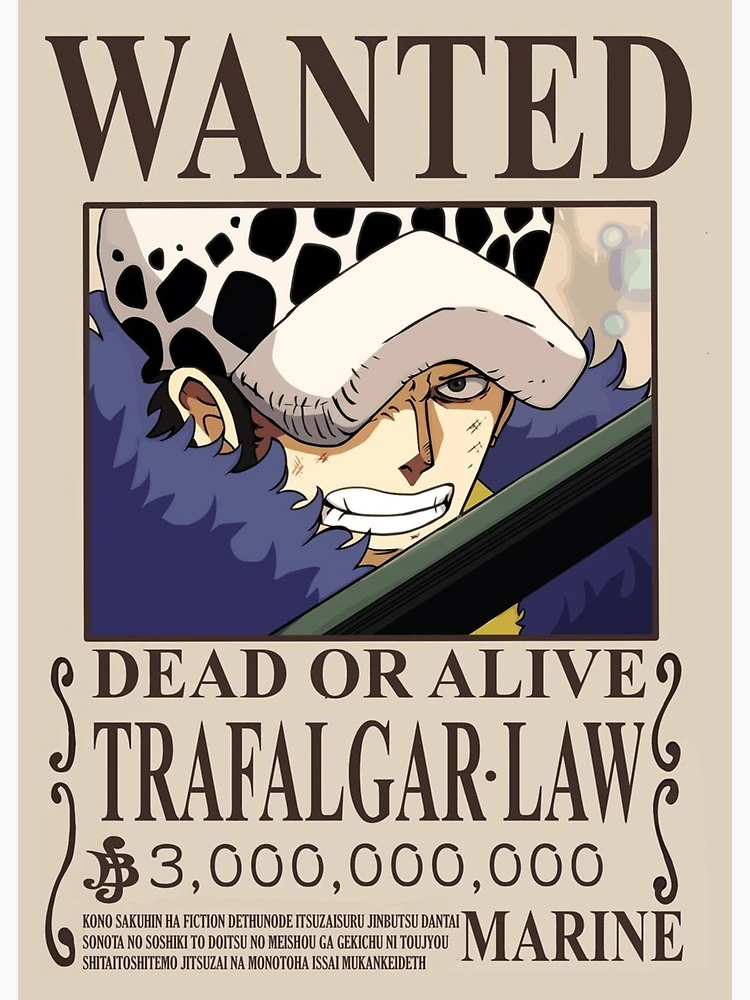 WANTED
DEAD OR ALIVE
TRAFALGAR·LAW
3,000,000,000
KONO SAKUHIN HA FICTION DETHUNODE ITSUZAISURU JINBUTSU DANTAI
SONOTA NO SOSHIKI TO DOITSU NO MEISHOU GA GEKICHU NI TOUJYOU
SHITAITOSHITEMO JITSUZAI NA MONOTOHA ISSAI MUKANKEIDETH
MARINE